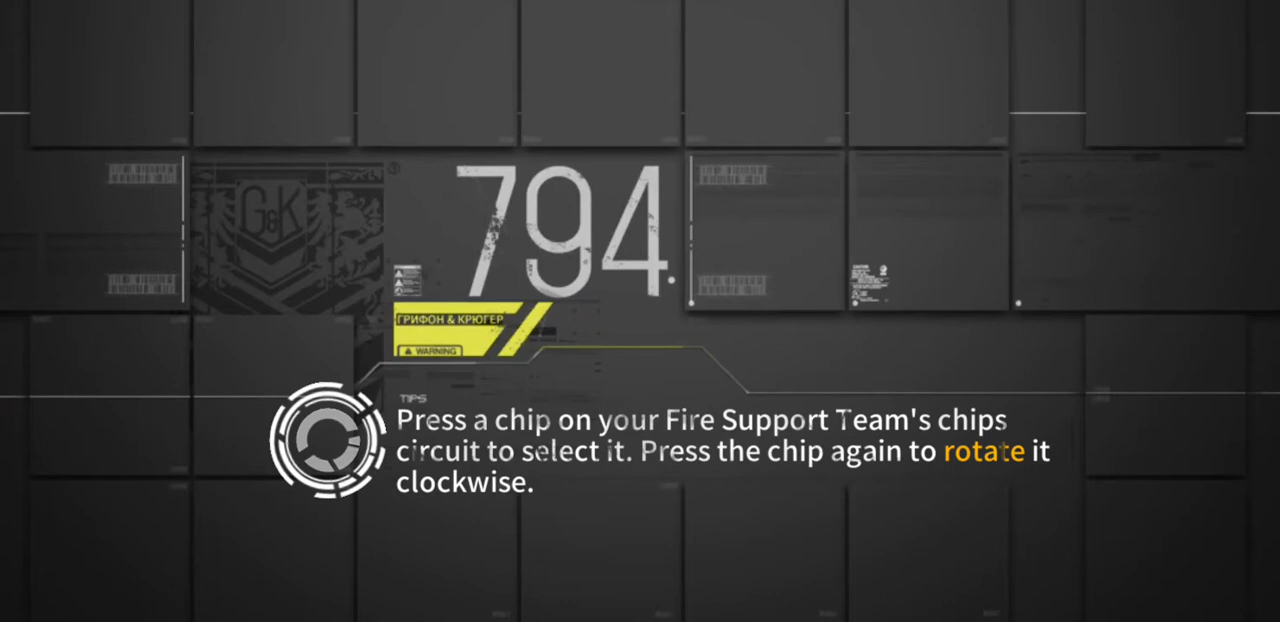 G&K
794.
ГРИФОН & КРЮГЕР
WARNING
TIPS
Press a chip on your Fire Support Team's chips
circuit to select it. Press the chip again to rotate it
clockwise.